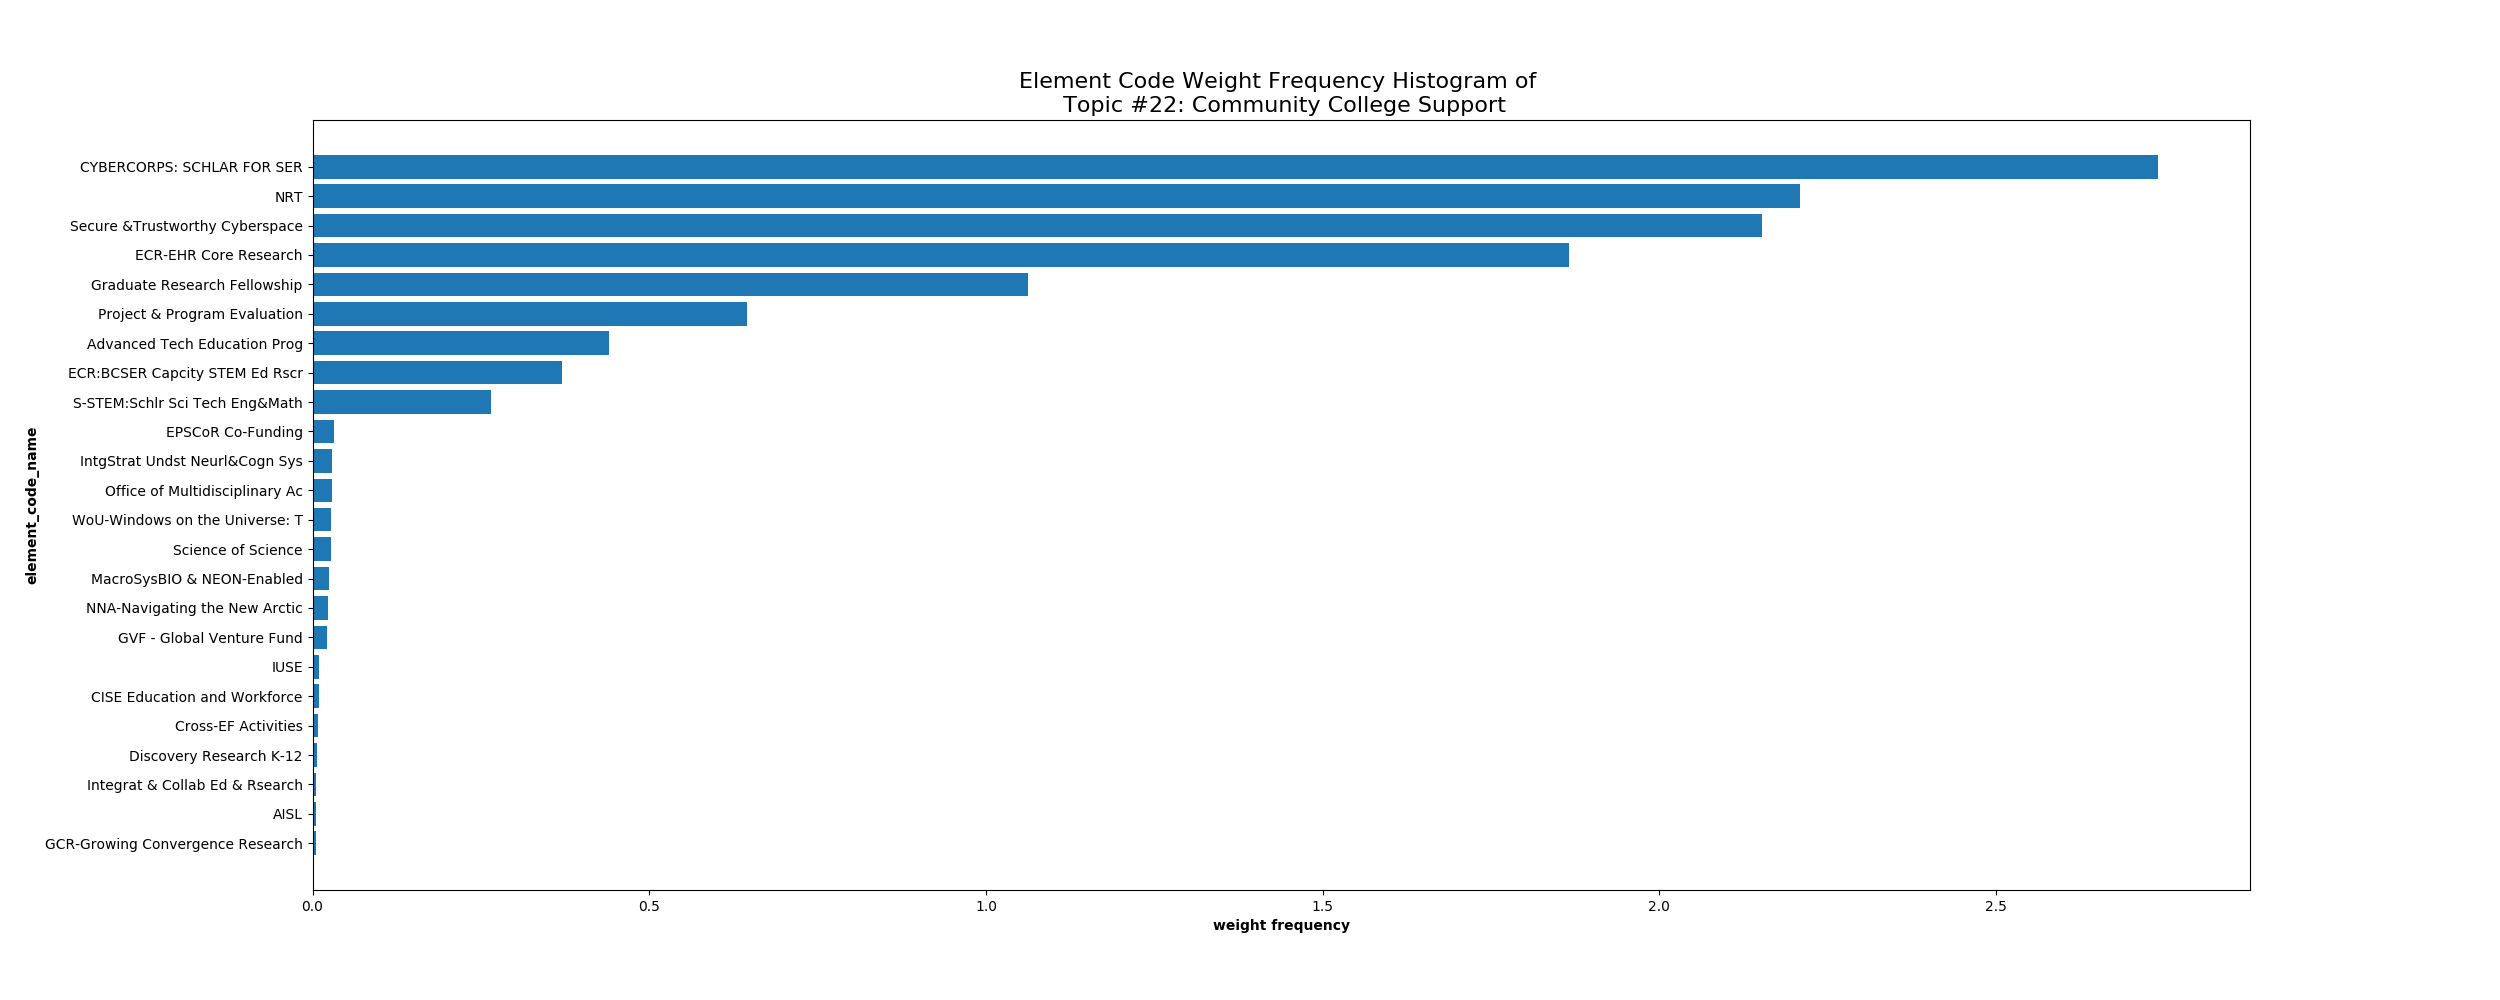 Element Code Weight Frequency Histogram of
Topic #22: Community College Support
element_code_name
CYBERCORPS: SCHLAR FOR SER
NRT
Secure &Trustworthy Cyberspace
ECR-EHR Core Research
Graduate Research Fellowship
Project & Program Evaluation
Advanced Tech Education Prog
ECR:BCSER Capcity STEM Ed Rscr
S-STEM:Schlr Sci Tech Eng&Math
EPSCoR Co-Funding
IntgStrat Undst Neurl&Cogn Sys
Office of Multidisciplinary Ac
WoU-Windows on the Universe: T
Science of Science
MacroSysBIO & NEON-Enabled
NNA-Navigating the New Arctic
GVF - Global Venture Fund
IUSE
CISE Education and Workforce
Cross-EF Activities
Discovery Research K-12
Integrat & Collab Ed & Rsearch
AISL
GCR-Growing Convergence Research
0.0 0.5 1.0 1.5 2.0 2.5
weight frequency